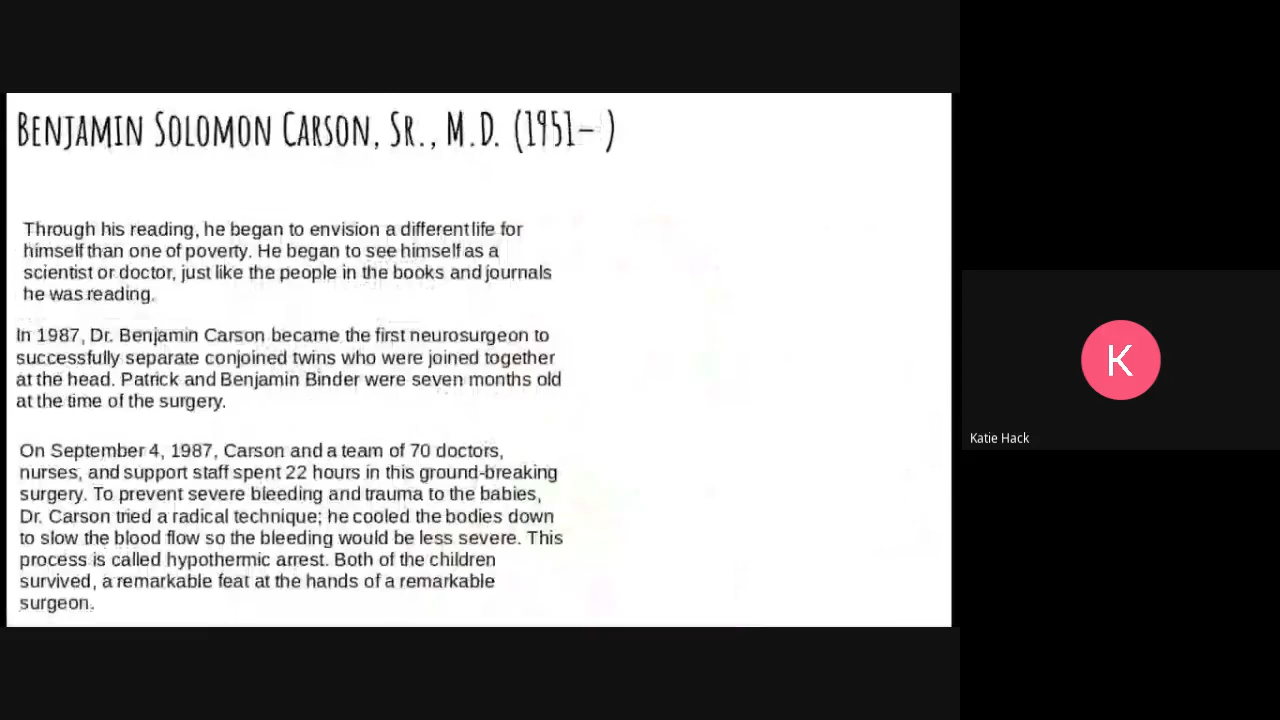 BENJAMIN SOLOMON CARSON, SR., M.D. (1951– )
Through his reading, he began to envision a different life for
himself than one of poverty. He began to see himself as a
scientist or doctor, just like the people in the books and journals
he was reading.
In 1987, Dr. Benjamin Carson became the first neurosurgeon to
successfully separate conjoined twins who were joined together
at the head. Patrick and Benjamin Binder were seven months old
at the time of the surgery.
On September 4, 1987, Carson and a team of 70 doctors,
nurses, and support staff spent 22 hours in this ground-breaking
surgery. To prevent severe bleeding and trauma to the babies,
Dr. Carson tried a radical technique; he cooled the bodies down
to slow the blood flow so the bleeding would be less severe. This
process is called hypothermic arrest. Both of the children
survived, a remarkable feat at the hands of a remarkable
surgeon.
K
Katie Hack